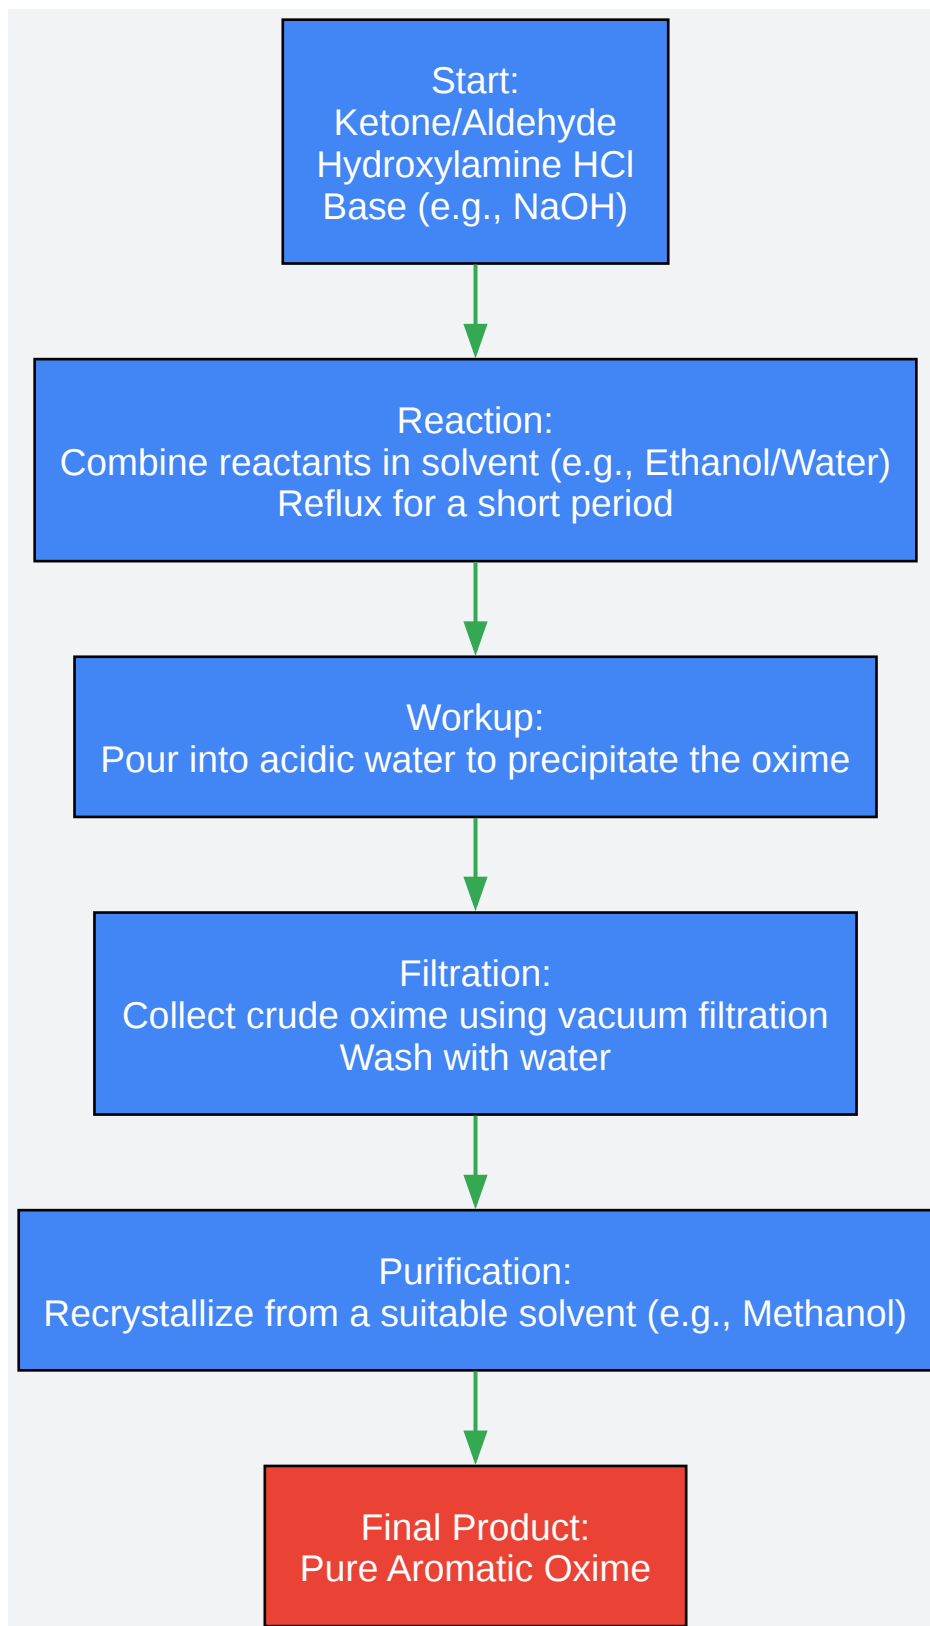 Start:
Ketone/Aldehyde
Hydroxylamine HCl
Base (e.g., NaOH)
Reaction:
Combine reactants in solvent (e.g., Ethanol/Water)
Reflux for a short period
Workup:
Pour into acidic water to precipitate the oxime
Filtration:
Collect crude oxime using vacuum filtration
Wash with water
Purification:
Recrystallize from a suitable solvent (e.g., Methanol)
Final Product:
Pure Aromatic Oxime